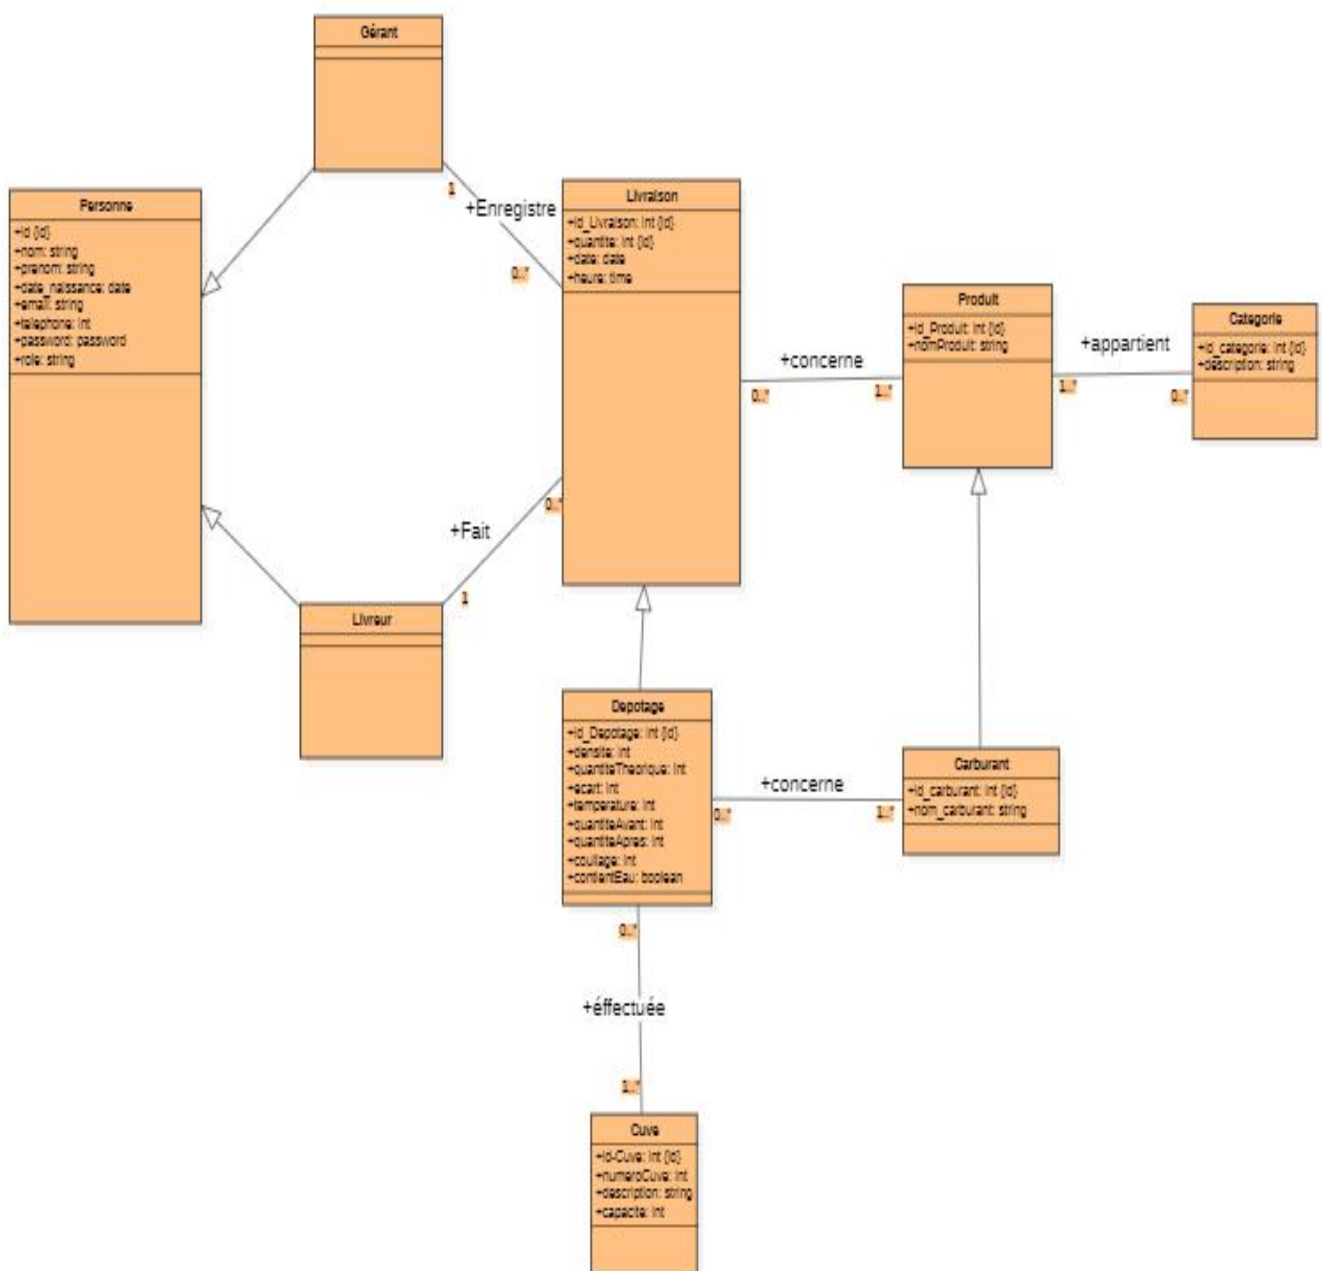 Gérant
1
+Enregistre
0..*
Personne
+id {id}
+nom: string
+prenom: string
+date_naissance: date
+email: string
+telephone: int
+password: password
+role: string
Livraison
+id_Livraison: int {id}
+quantite: int {id}
+date: date
+heure: time
+concerne
0..*
1..*
Produit
+id_Produit: int {id}
+nomProduit: string
+appartient
1..*
0..*
Categorie
+id_categorie: int {id}
+description: string
0..*
+Fait
1
Livreur
Depotage
+id_Depotage: int {id}
+densite: int
+quantiteTheorique: int
+ecart: int
+temperature: int
+quantiteAvant: int
+quantiteApres: int
+coullage: int
+contientEau: boolean
+concerne
0..*
1..*
Carburant
+id_carburant: int {id}
+nom_carburant: string
0..*
+éffectuée
1..*
Cuve
+id-Cuve: int {id}
+numeroCuve: int
+description: string
+capacite: int